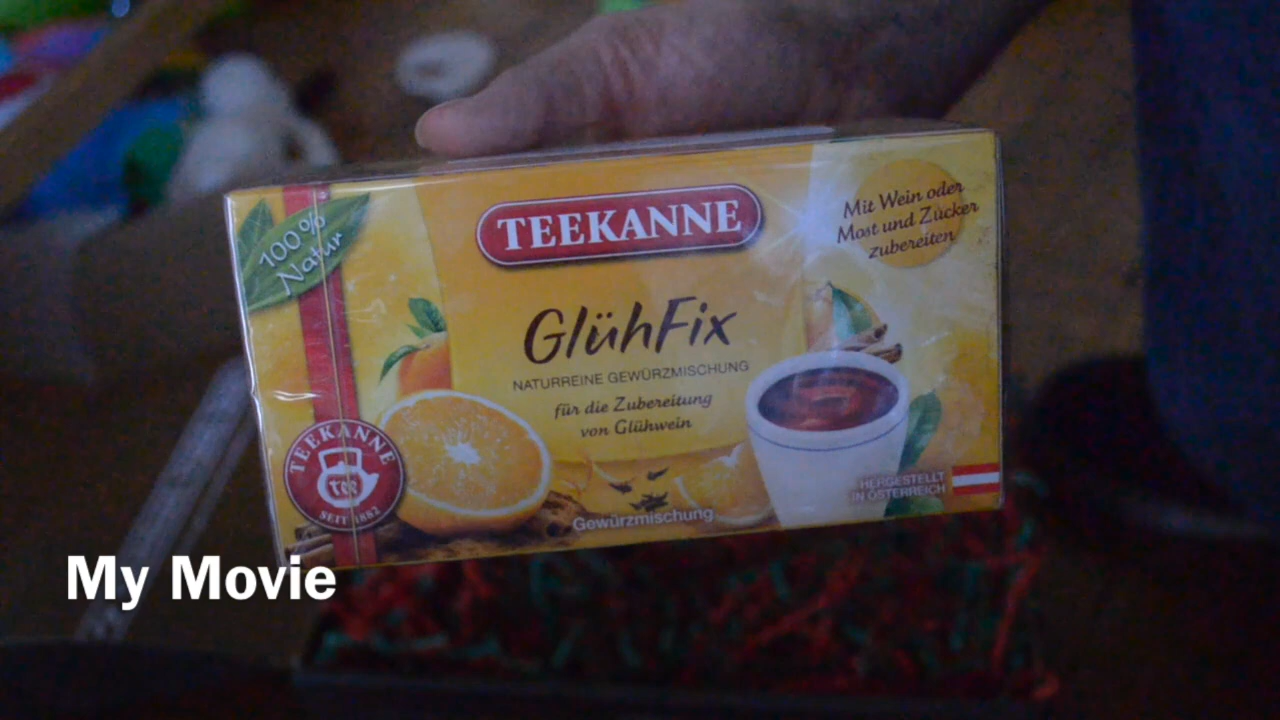 100%
Natur
TEEKANNE
Mit Wein oder
Most und Zucker
zubereiten
GlühFix
NATURREINE GEWÜRZMISCHUNG
für die Zubereitung
von Glühwein
TEEKANNE
TEE
SEIT 1882
HERGESTELLT
IN ÖSTERREICH
Gewürzmischung
My Movie